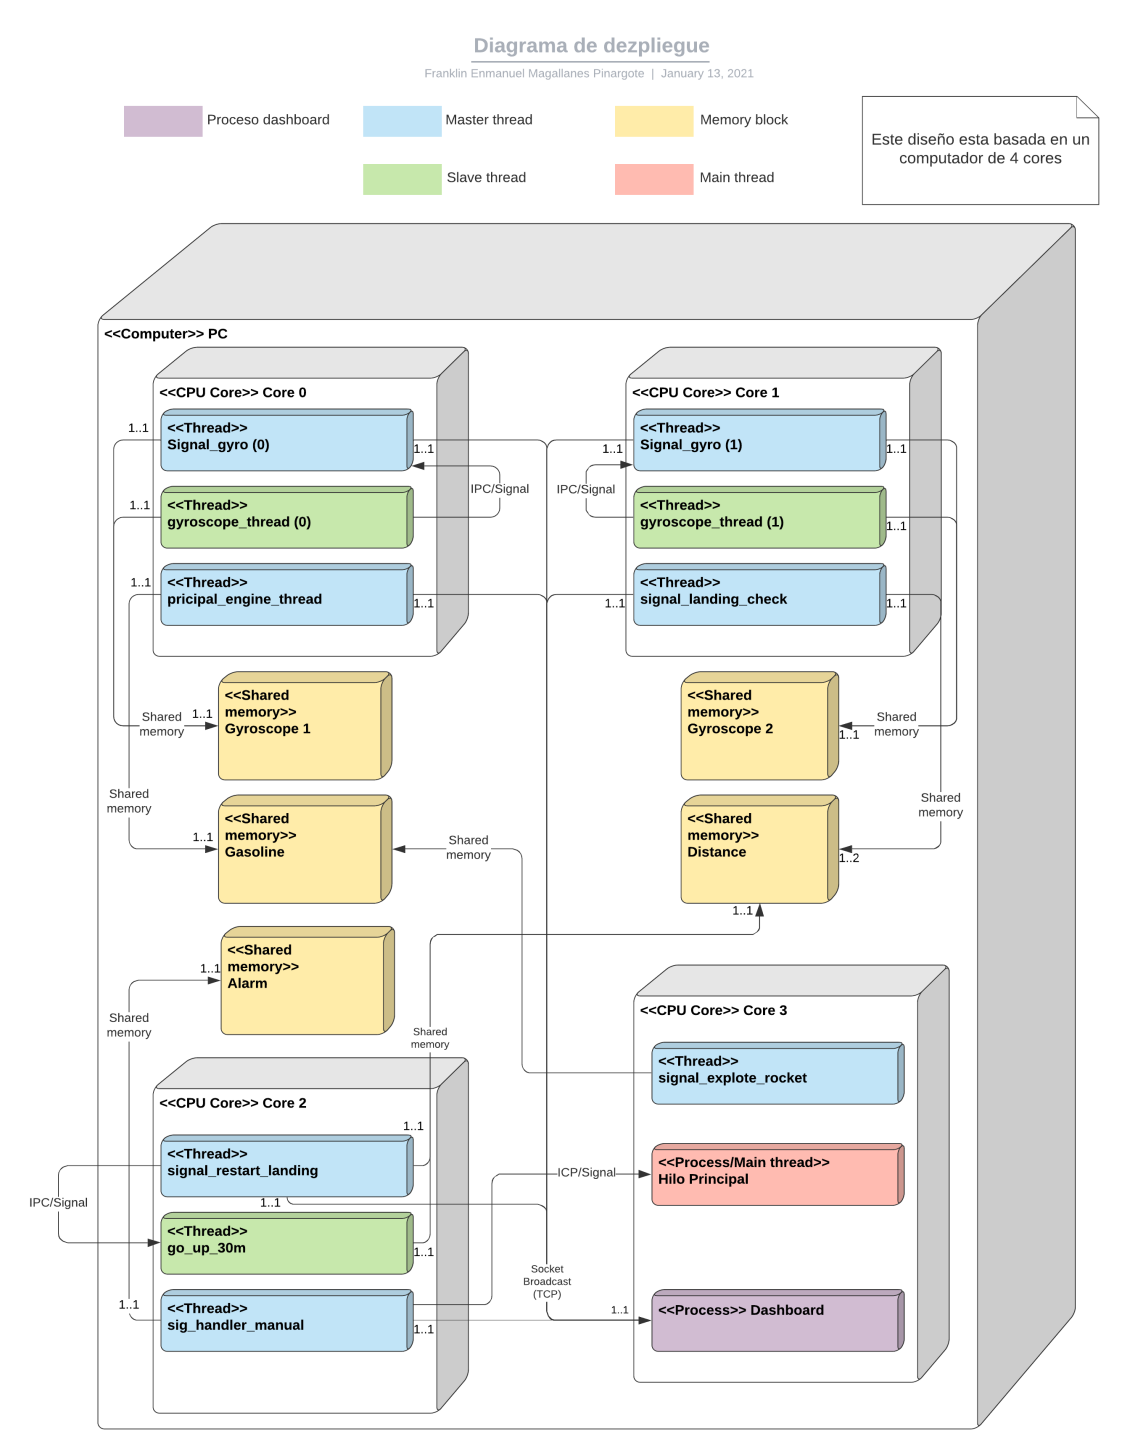 Diagrama de dezpliegue
Franklin Enmanuel Magallanes Pinargote | January 13, 2021
Proceso dashboard
Master thread
Memory block
Slave thread
Main thread
Este diseño esta basada en un
computador de 4 cores
<<Computer>> PC
<<CPU Core>> Core 0
<<Thread>>
Signal_gyro (0)
<<Thread>>
gyroscope_thread (0)
<<Thread>>
pricipal_engine_thread
1..1
1..1
1..1
1..1
1..1
IPC/Signal
<<CPU Core>> Core 1
<<Thread>>
Signal_gyro (1)
<<Thread>>
gyroscope_thread (1)
<<Thread>>
signal_landing_check
1..1
1..1
1..1
1..1
1..1
IPC/Signal
<<Shared
memory>>
Gyroscope 1
Shared
memory
1..1
<<Shared
memory>>
Gyroscope 2
Shared
memory
1..1
<<Shared
memory>>
Gasoline
Shared
memory
1..1
Shared
memory
<<Shared
memory>>
Distance
Shared
memory
1..2
1..1
<<Shared
memory>>
Alarm
1..1
Shared
memory
Shared
memory
<<CPU Core>> Core 2
1..1
<<Thread>>
signal_restart_landing
1..1
IPC/Signal
<<Thread>>
go_up_30m
1..1
<<Thread>>
sig_handler_manual
1..1
1..1
<<CPU Core>> Core 3
<<Thread>>
signal_explote_rocket
ICP/Signal
<<Process/Main thread>>
Hilo Principal
Socket
Broadcast
(TCP)
1..1
<<Process>> Dashboard